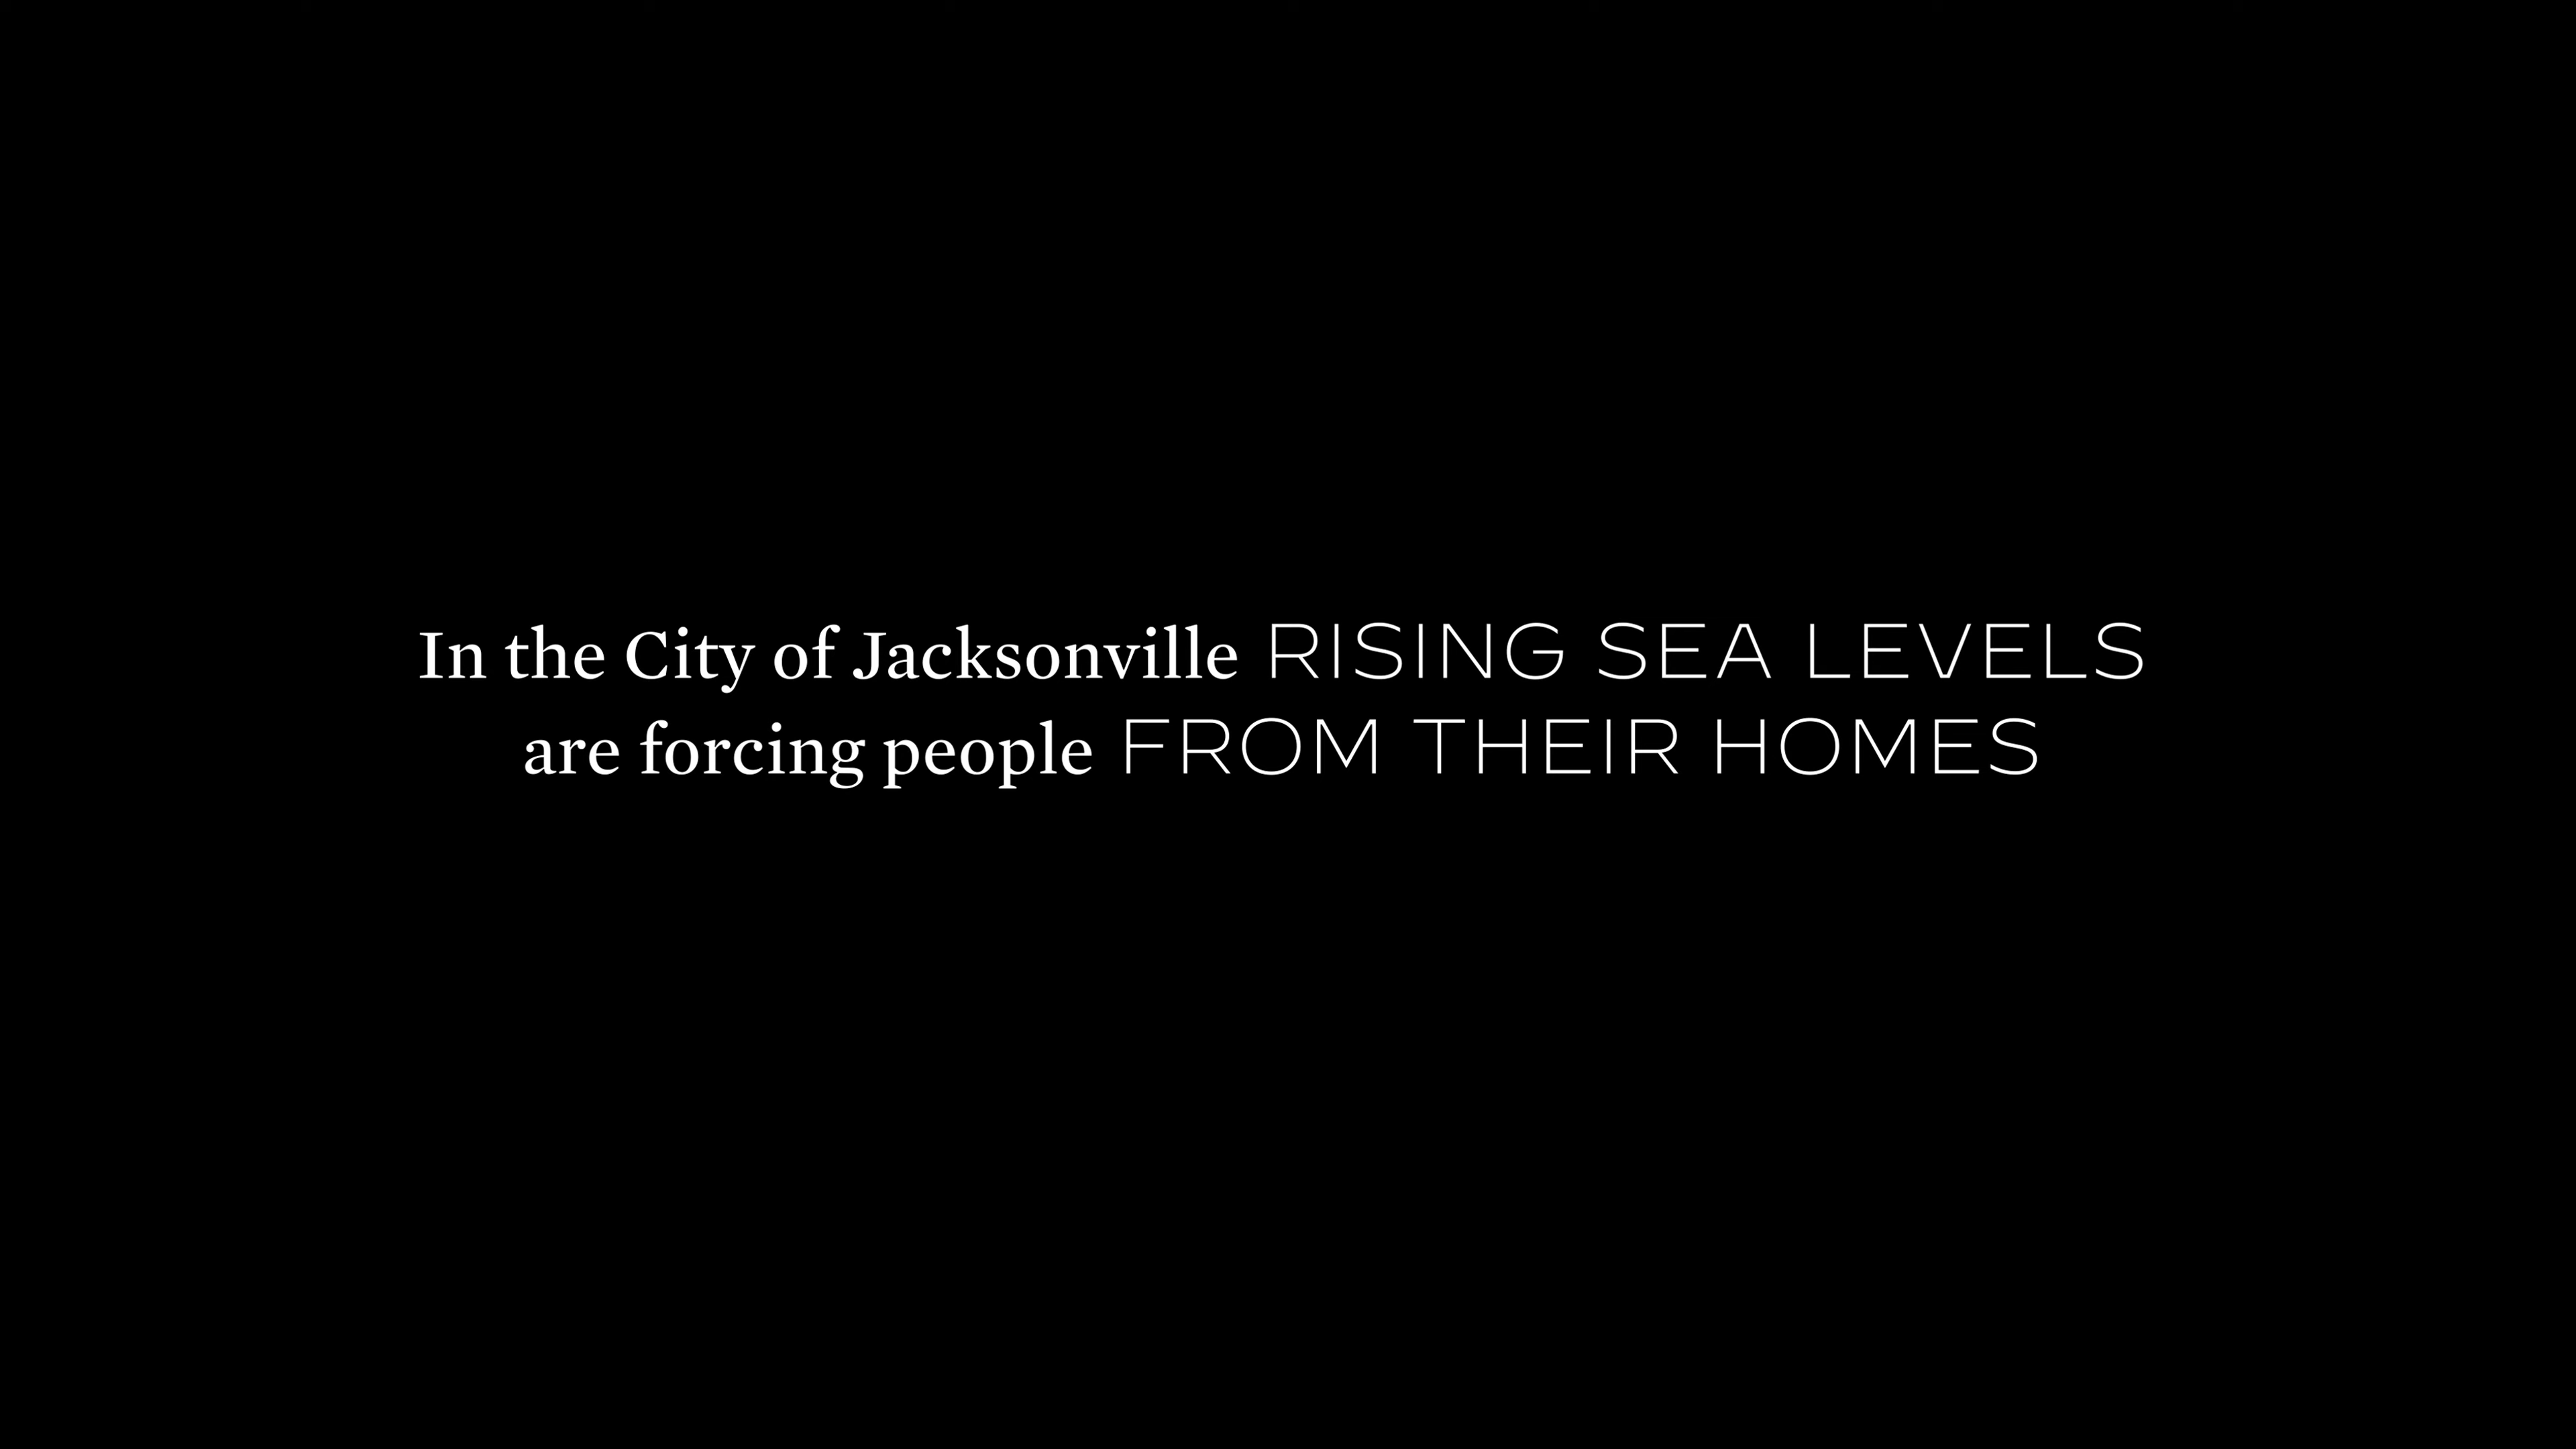 In the City of Jacksonville RISING SEA LEVELS
are forcing people FROM THEIR HOMES